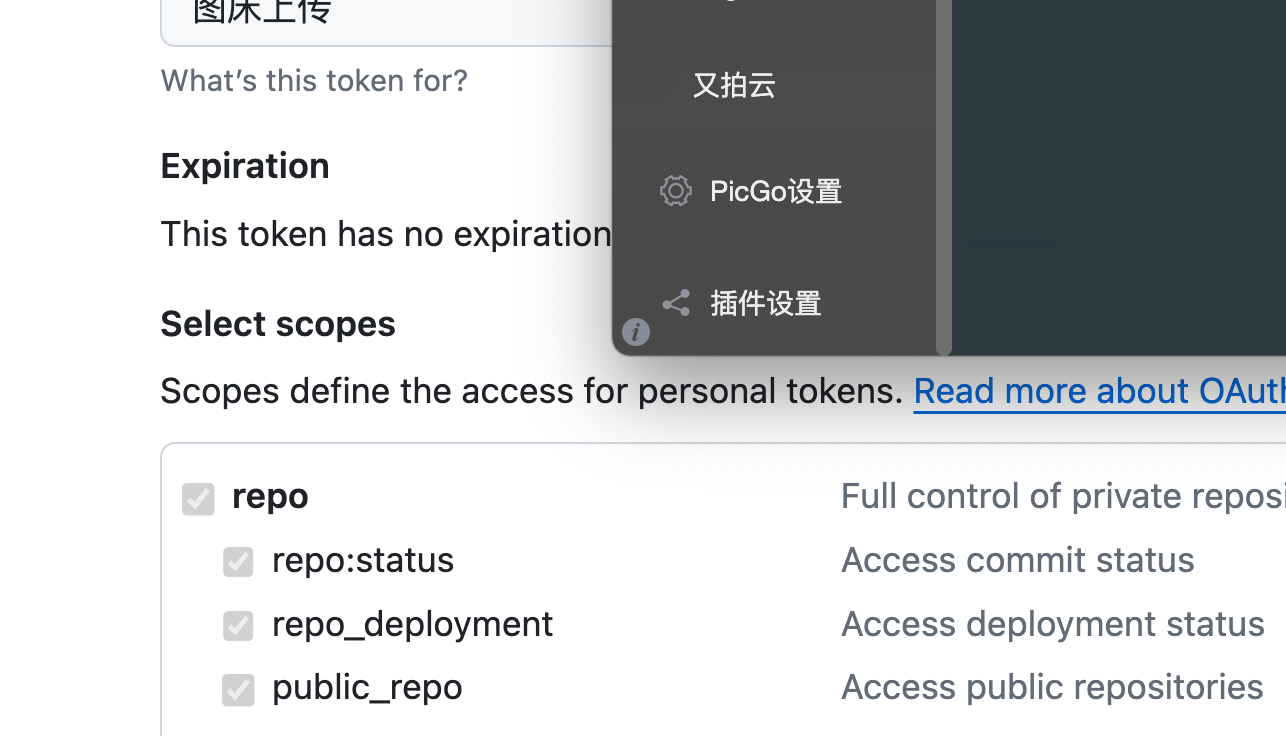 图床上传
What's this token for?
Expiration
This token has no expiration
Select scopes
Scopes define the access for personal tokens. Read more about OAuth
repo
Full control of private reposi
repo:status
Access commit status
repo_deployment
Access deployment status
public_repo
Access public repositories
又拍云
PicGo设置
插件设置